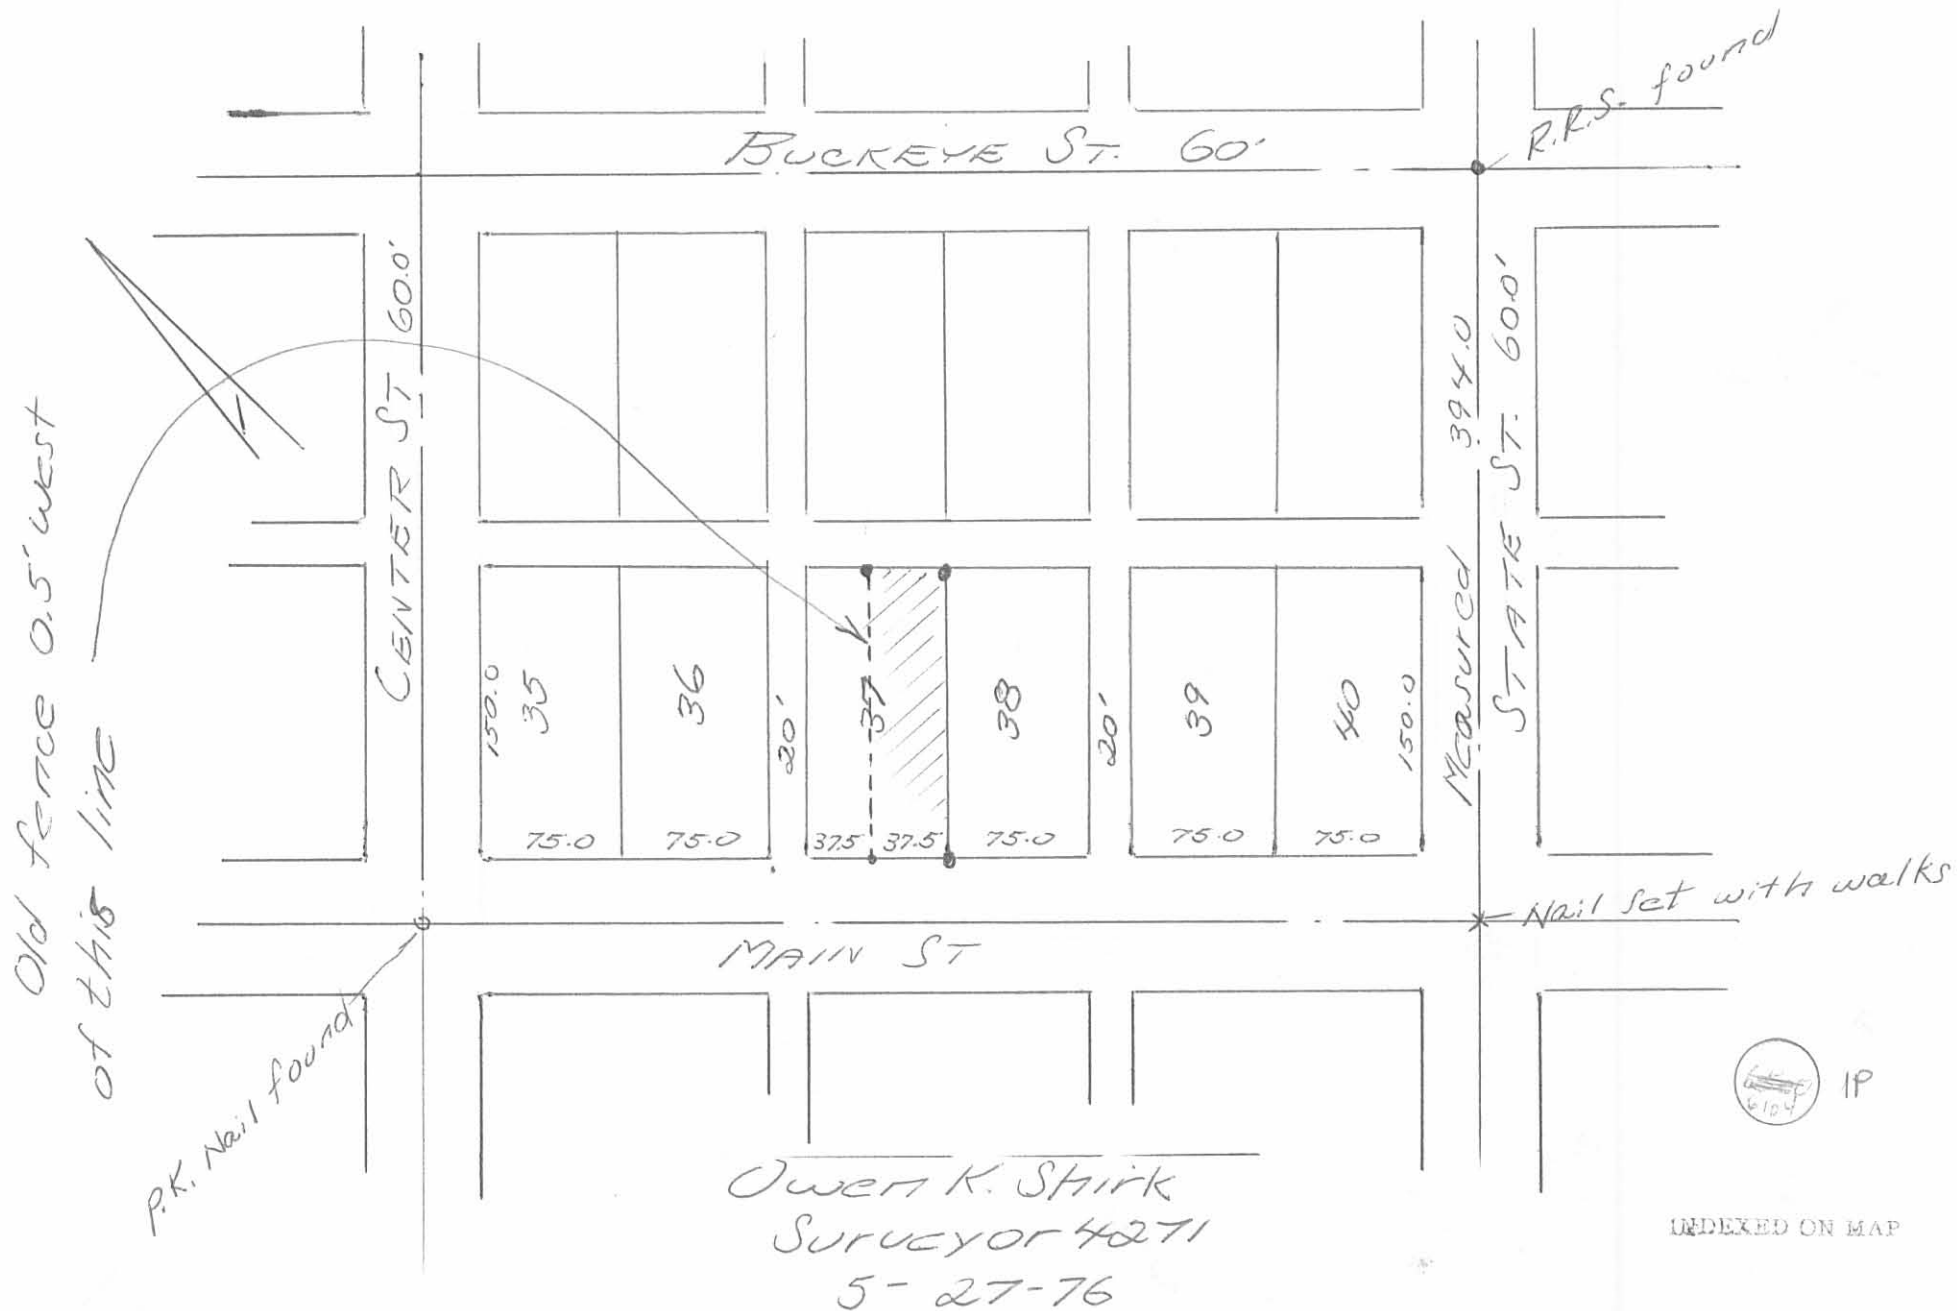 R.R.S. found
BUCKEYE ST. 60'
CENTER ST 60.0'
Measured 394.0
STATE ST. 60.0'
Old fence 0.5' west
of this line
150.0
35
36
20'
37
38
20'
39
40
150.0
75.0
75.0
37.5
37.5
75.0
75.0
75.0
Nail set with walks
MAIN ST
P.K. Nail found
IP
Owen K. Shirk
Surveyor 4271
5-27-76
INDEXED ON MAP